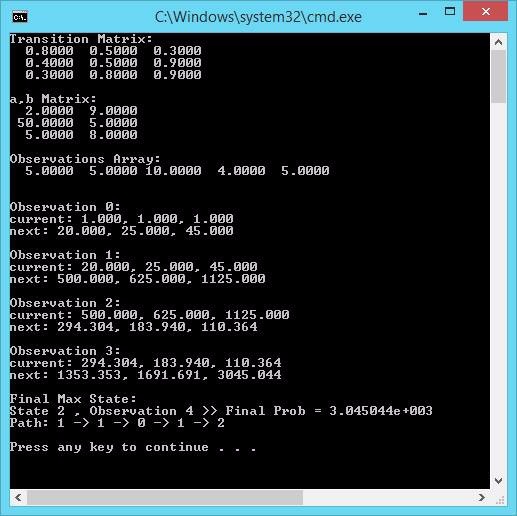 C:\Windows\system32\cmd.exe
Transition Matrix:
0.8000 0.5000 0.3000
0.4000 0.5000 0.9000
0.3000 0.8000 0.9000
a,b Matrix:
2.0000 9.0000
50.0000 5.0000
5.0000 8.0000
Observations Array:
5.0000 5.0000 10.0000 4.0000 5.0000
Observation 0:
current: 1.000, 1.000, 1.000
next: 20.000, 25.000, 45.000
Observation 1:
current: 20.000, 25.000, 45.000
next: 500.000, 625.000, 1125.000
Observation 2:
current: 500.000, 625.000, 1125.000
next: 294.304, 183.940, 110.364
Observation 3:
current: 294.304, 183.940, 110.364
next: 1353.353, 1691.691, 3045.044
Final Max State:
State 2 , Observation 4 >> Final Prob = 3.045044e+003
Path: 1 -> 1 -> 0 -> 1 -> 2
Press any key to continue . . .